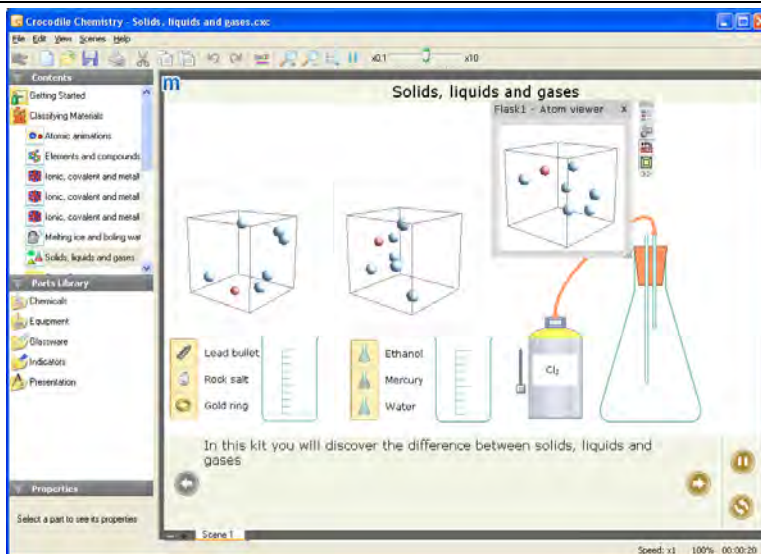 Crocodile Chemistry - Solids, liquids and gases.cxc
File Edit View Scenes Help
x0.1 x10
Contents
Getting Started
Classifying Materials
Atomic animations
Elements and compounds
Ionic, covalent and metall
Ionic, covalent and metall
Ionic, covalent and metall
Melting ice and boiling wat
Solids, liquids and gases
Parts Library
Chemicals
Equipment
Glassware
Indicators
Presentation
Properties
Select a part to see its properties
m
Solids, liquids and gases
Flask1 - Atom viewer x
Lead bullet
Rock salt
Gold ring
Ethanol
Mercury
Water
Cl₂
In this kit you will discover the difference between solids, liquids and
gases
Scene 1
Speed: x1 100% 00:00:20